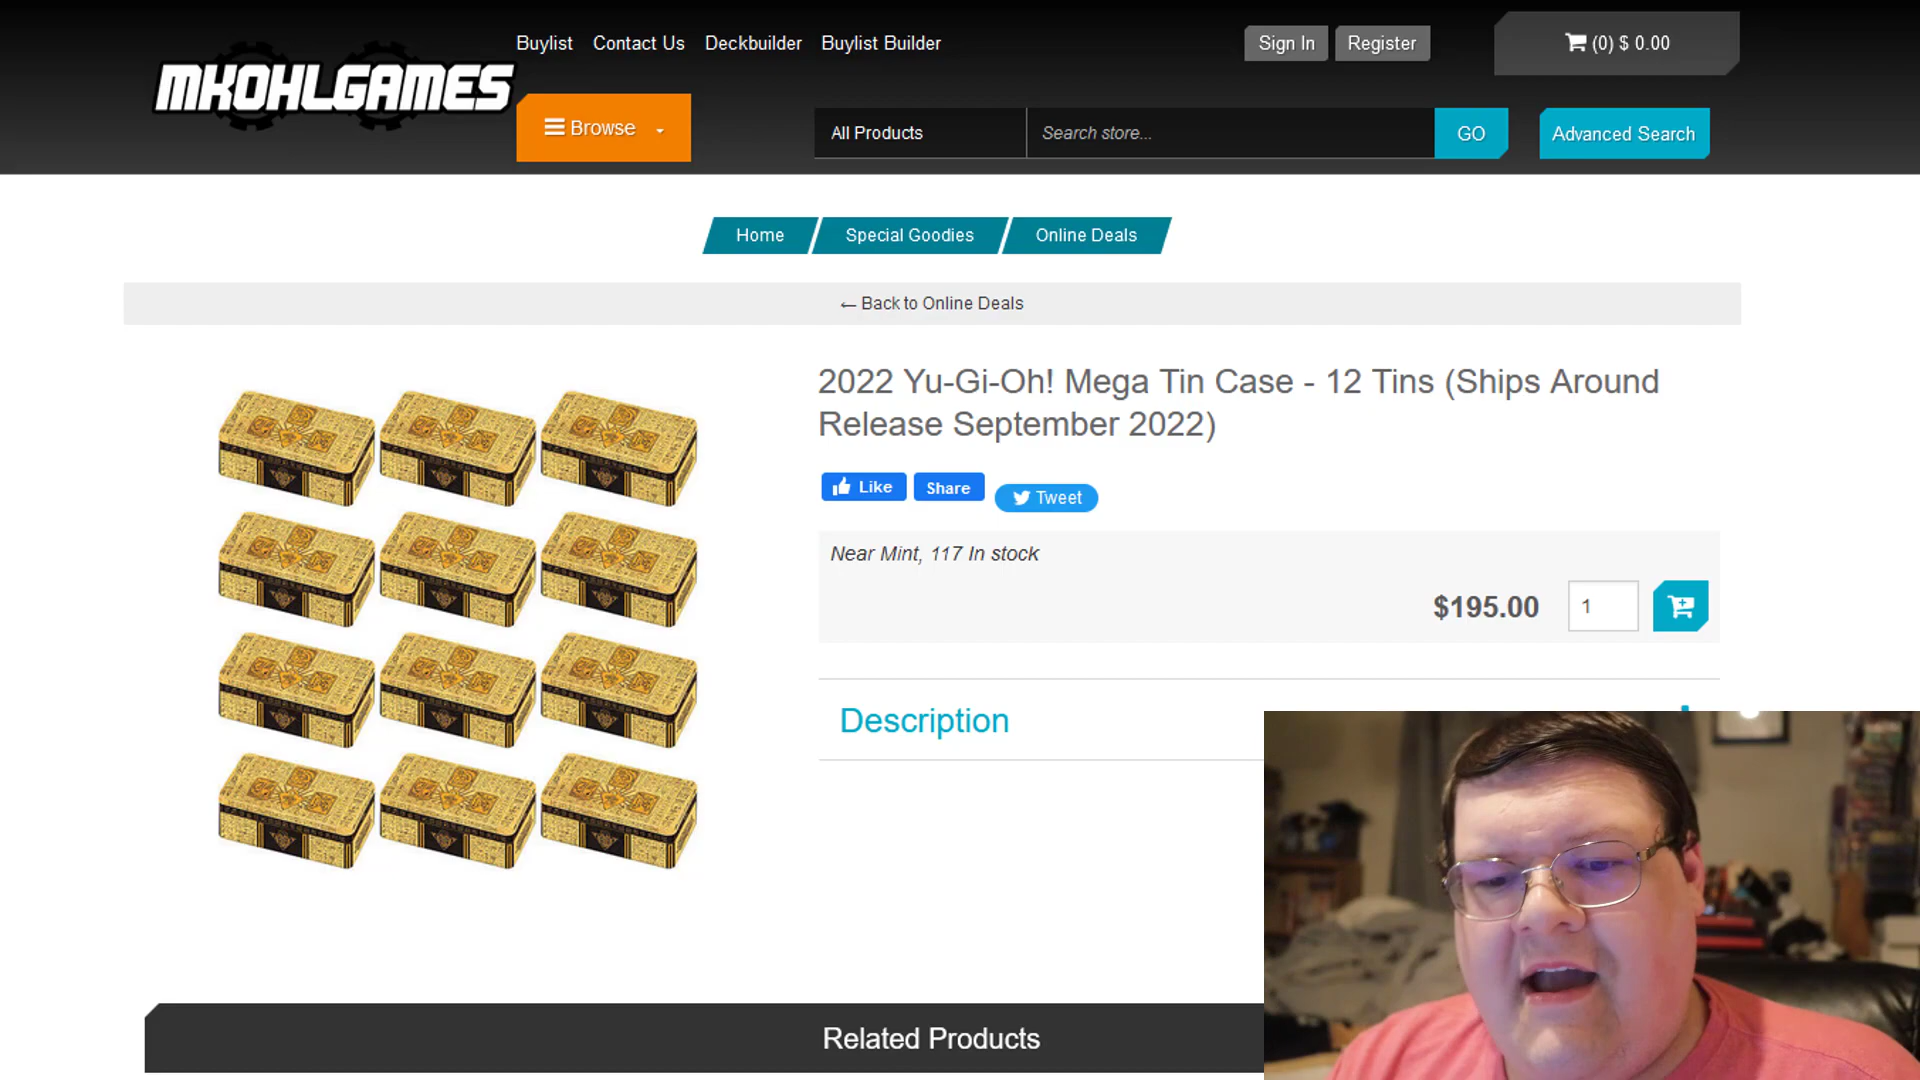 Buylist Contact Us Deckbuilder Buylist Builder
Sign In Register
(0) $ 0.00
MKOHLGAMES
Browse
All Products
Search store...
GO
Advanced Search
Home Special Goodies Online Deals
← Back to Online Deals
2022 Yu-Gi-Oh! Mega Tin Case - 12 Tins (Ships Around
Release September 2022)
Like Share Tweet
Near Mint, 117 In stock
$195.00 1
Description
Related Products